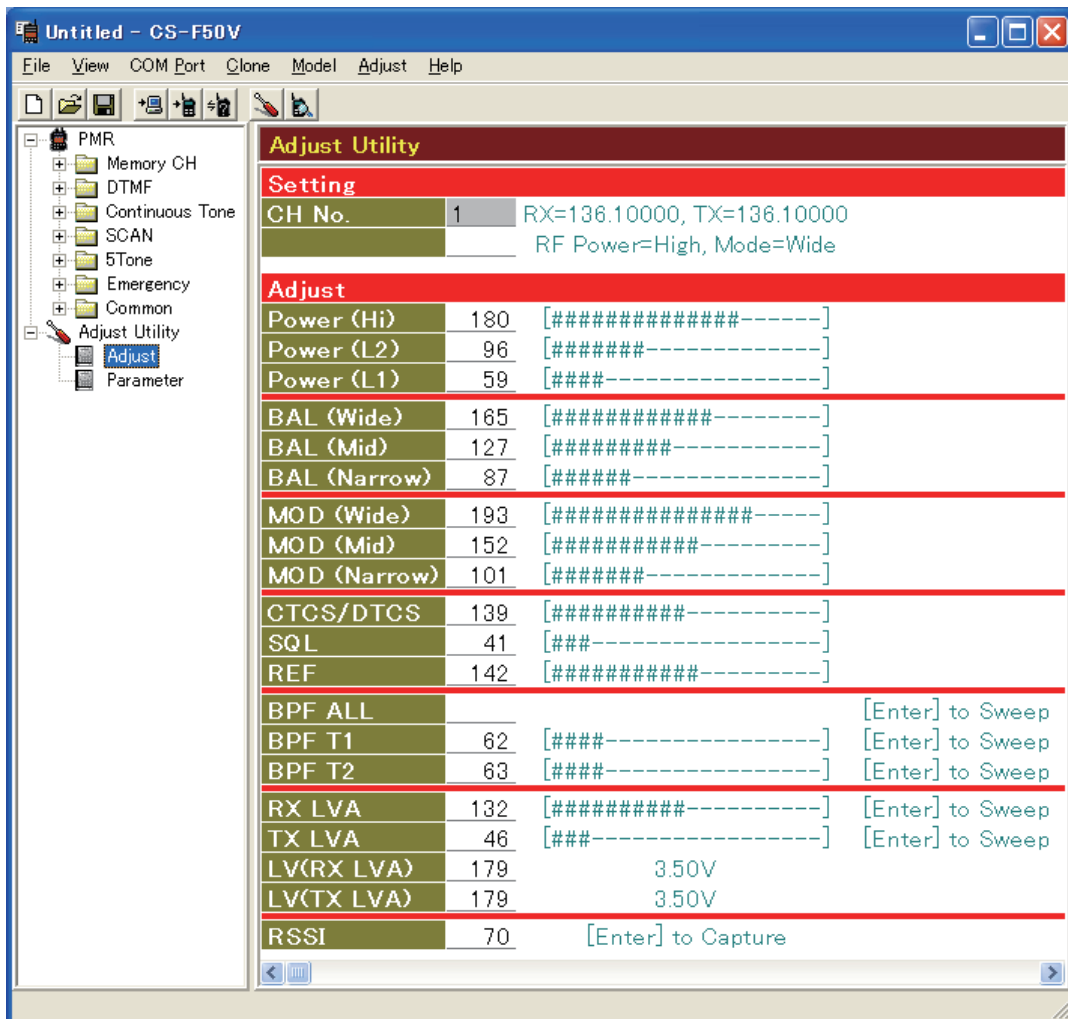 Untitled - CS-F50V
File View COM Port Clone Model Adjust Help
PMR
Memory CH
DTMF
Continuous Tone
SCAN
5Tone
Emergency
Common
Adjust Utility
Adjust
Parameter
Adjust Utility
Setting
CH No. 1 RX=136.10000, TX=136.10000
RF Power=High, Mode=Wide
Adjust
Power (Hi) 180 [##############------]
Power (L2) 96 [#######-------------]
Power (L1) 59 [####----------------]
BAL (Wide) 165 [############--------]
BAL (Mid) 127 [#########-----------]
BAL (Narrow) 87 [######--------------]
MOD (Wide) 193 [###############-----]
MOD (Mid) 152 [###########---------]
MOD (Narrow) 101 [#######-------------]
CTCS/DTCS 139 [##########----------]
SQL 41 [###-----------------]
REF 142 [###########---------]
BPF ALL [Enter] to Sweep
BPF T1 62 [####----------------] [Enter] to Sweep
BPF T2 63 [####----------------] [Enter] to Sweep
RX LVA 132 [##########----------] [Enter] to Sweep
TX LVA 46 [###-----------------] [Enter] to Sweep
LV(RX LVA) 179 3.50V
LV(TX LVA) 179 3.50V
RSSI 70 [Enter] to Capture